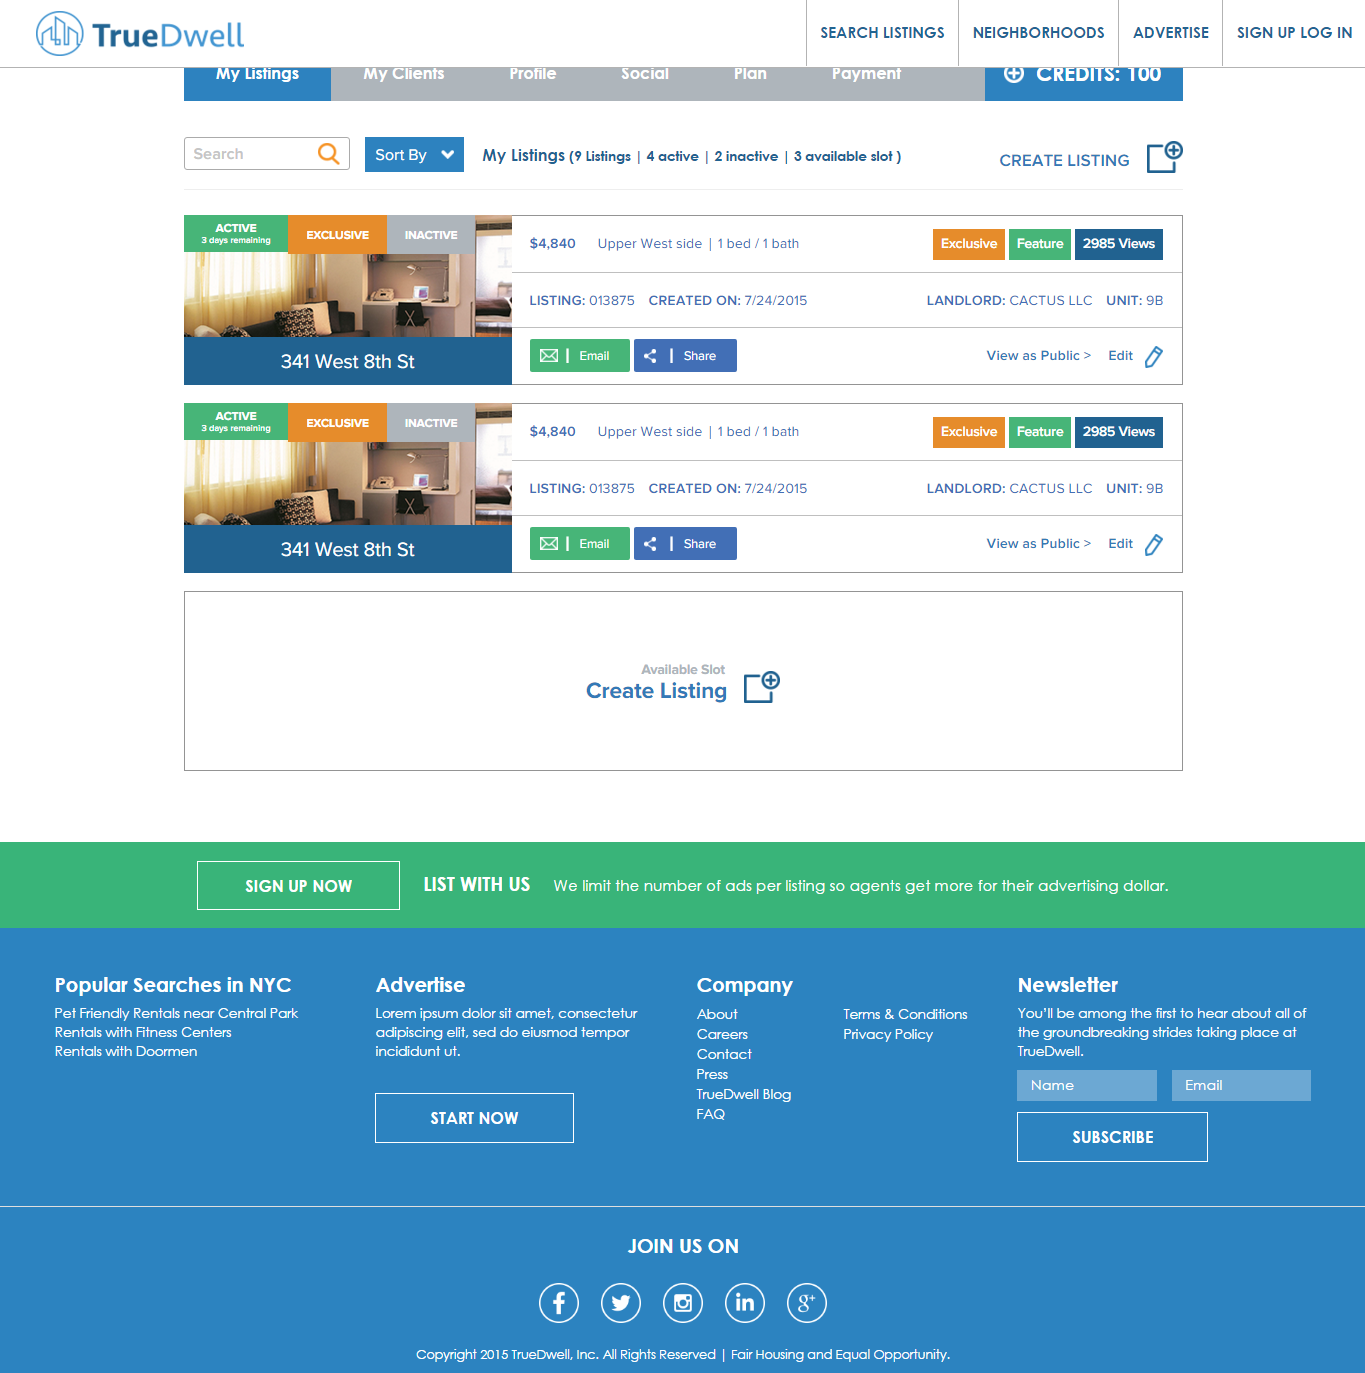 TrueDwell
SEARCH LISTINGS
NEIGHBORHOODS
ADVERTISE
SIGN UP LOG IN
My Listings
My Clients
Profile
Social
Plan
Payment
CREDITS: 100
Search
Sort By
My Listings (9 Listings | 4 active | 2 inactive | 3 available slot )
CREATE LISTING
ACTIVE
3 days remaining
EXCLUSIVE
INACTIVE
341 West 8th St
$4,840 Upper West side | 1 bed / 1 bath
Exclusive
Feature
2985 Views
LISTING: 013875 CREATED ON: 7/24/2015
LANDLORD: CACTUS LLC UNIT: 9B
Email
Share
View as Public >
Edit
ACTIVE
3 days remaining
EXCLUSIVE
INACTIVE
341 West 8th St
$4,840 Upper West side | 1 bed / 1 bath
Exclusive
Feature
2985 Views
LISTING: 013875 CREATED ON: 7/24/2015
LANDLORD: CACTUS LLC UNIT: 9B
Email
Share
View as Public >
Edit
Available Slot
Create Listing
SIGN UP NOW
LIST WITH US
We limit the number of ads per listing so agents get more for their advertising dollar.
Popular Searches in NYC
Pet Friendly Rentals near Central Park
Rentals with Fitness Centers
Rentals with Doormen
Advertise
Lorem ipsum dolor sit amet, consectetur
adipiscing elit, sed do eiusmod tempor
incididunt ut.
START NOW
Company
About
Careers
Contact
Press
TrueDwell Blog
FAQ
Terms & Conditions
Privacy Policy
Newsletter
You'll be among the first to hear about all of
the groundbreaking strides taking place at
TrueDwell.
Name
Email
SUBSCRIBE
JOIN US ON
f
in
g+
Copyright 2015 TrueDwell, Inc. All Rights Reserved | Fair Housing and Equal Opportunity.